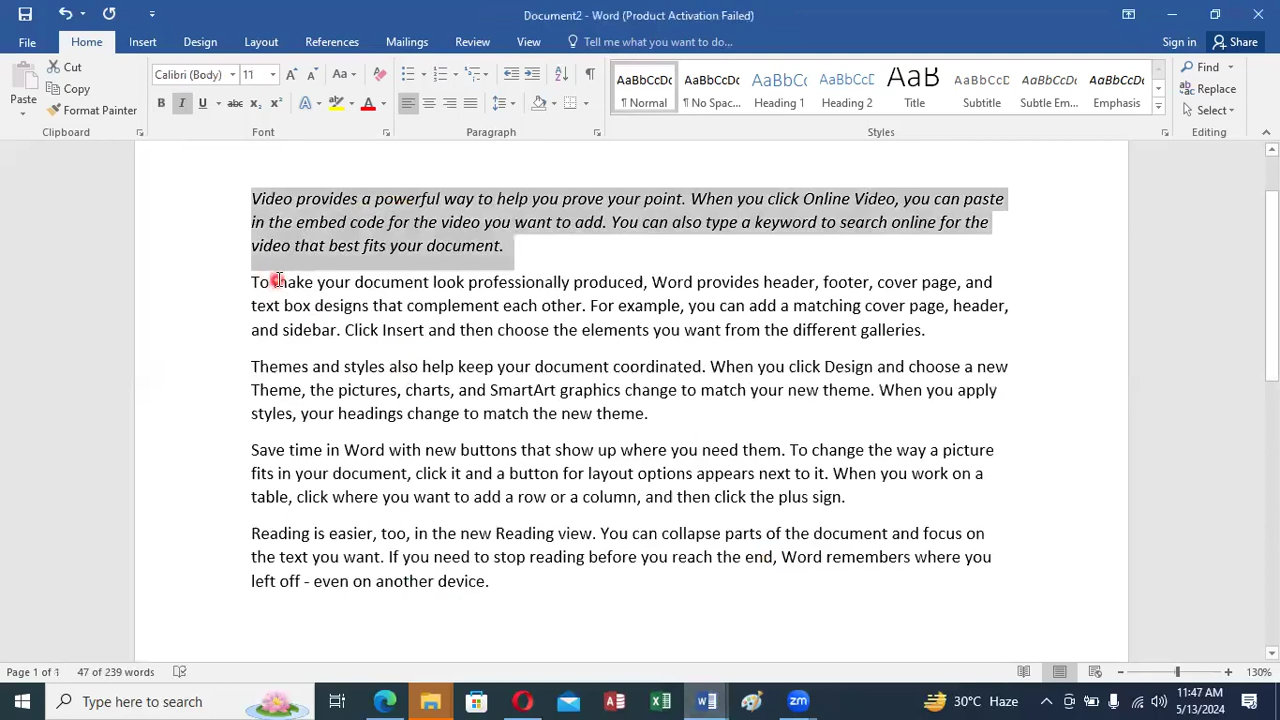 Document2 - Word (Product Activation Failed)
File Home Insert Design Layout References Mailings Review View Tell me what you want to do... Sign in Share
Paste Cut Copy Format Painter Clipboard
Calibri (Body) 11 Aa Font
Paragraph
AaBbCcDc AaBbCcDc AaBbC AaBbCcC AaB AaBbCcD AaBbCcDc AaBbCcDc
¶ Normal ¶ No Spac... Heading Heading 2 Title Subtitle Subtle Em... Emphasis
Styles
Find Replace Select Editing
Video provides a powerful way to help you prove your point. When you click Online Video, you can paste
in the embed code for the video you want to add. You can also type a keyword to search online for the
video that best fits your document.
To make your document look professionally produced, Word provides header, footer, cover page, and
text box designs that complement each other. For example, you can add a matching cover page, header,
and sidebar. Click Insert and then choose the elements you want from the different galleries.
Themes and styles also help keep your document coordinated. When you click Design and choose a new
Theme, the pictures, charts, and SmartArt graphics change to match your new theme. When you apply
styles, your headings change to match the new theme.
Save time in Word with new buttons that show up where you need them. To change the way a picture
fits in your document, click it and a button for layout options appears next to it. When you work on a
table, click where you want to add a row or a column, and then click the plus sign.
Reading is easier, too, in the new Reading view. You can collapse parts of the document and focus on
the text you want. If you need to stop reading before you reach the end, Word remembers where you
left off - even on another device.
Page 1 of 1 47 of 239 words 130%
Type here to search 30°C Haze 11:47 AM
5/13/2024